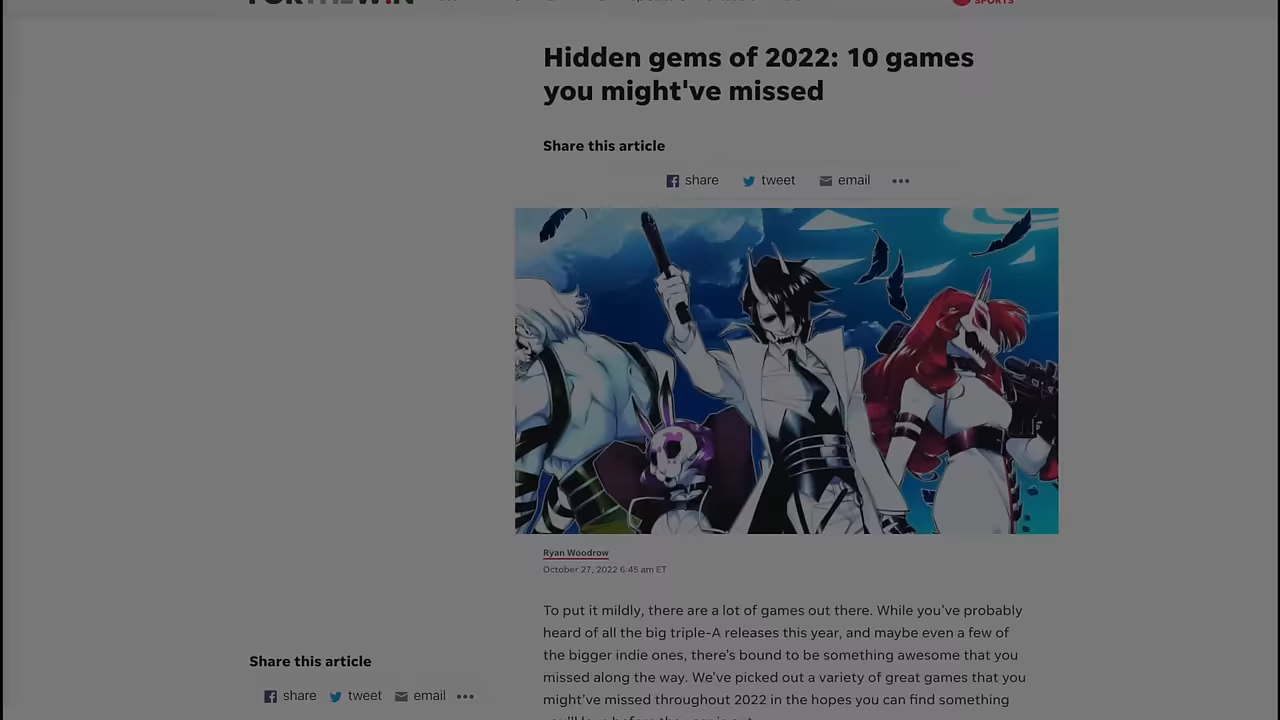 FORTHEWIN
SPORTS
Hidden gems of 2022: 10 games
you might've missed
Share this article
share tweet email
Ryan Woodrow
October 27, 2022 6:45 am ET
To put it mildly, there are a lot of games out there. While you've probably
heard of all the big triple-A releases this year, and maybe even a few of
the bigger indie ones, there's bound to be something awesome that you
missed along the way. We've picked out a variety of great games that you
might've missed throughout 2022 in the hopes you can find something
Share this article
share tweet email